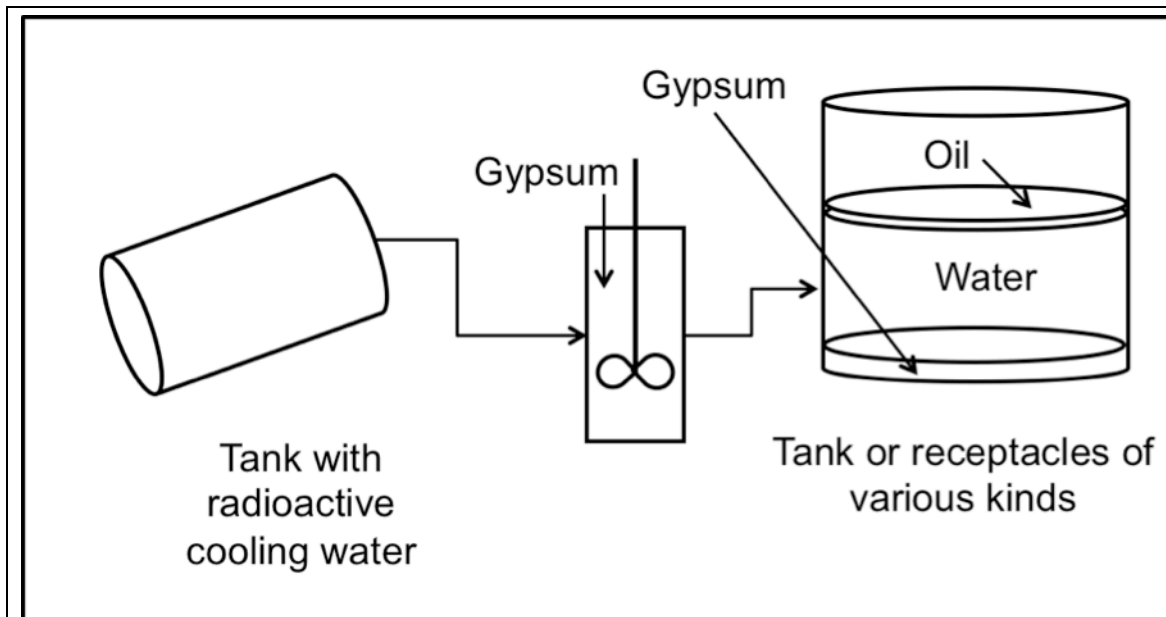 Gypsum
Oil
Gypsum
Water
Tank with
radioactive
cooling water
Tank or receptacles of
various kinds